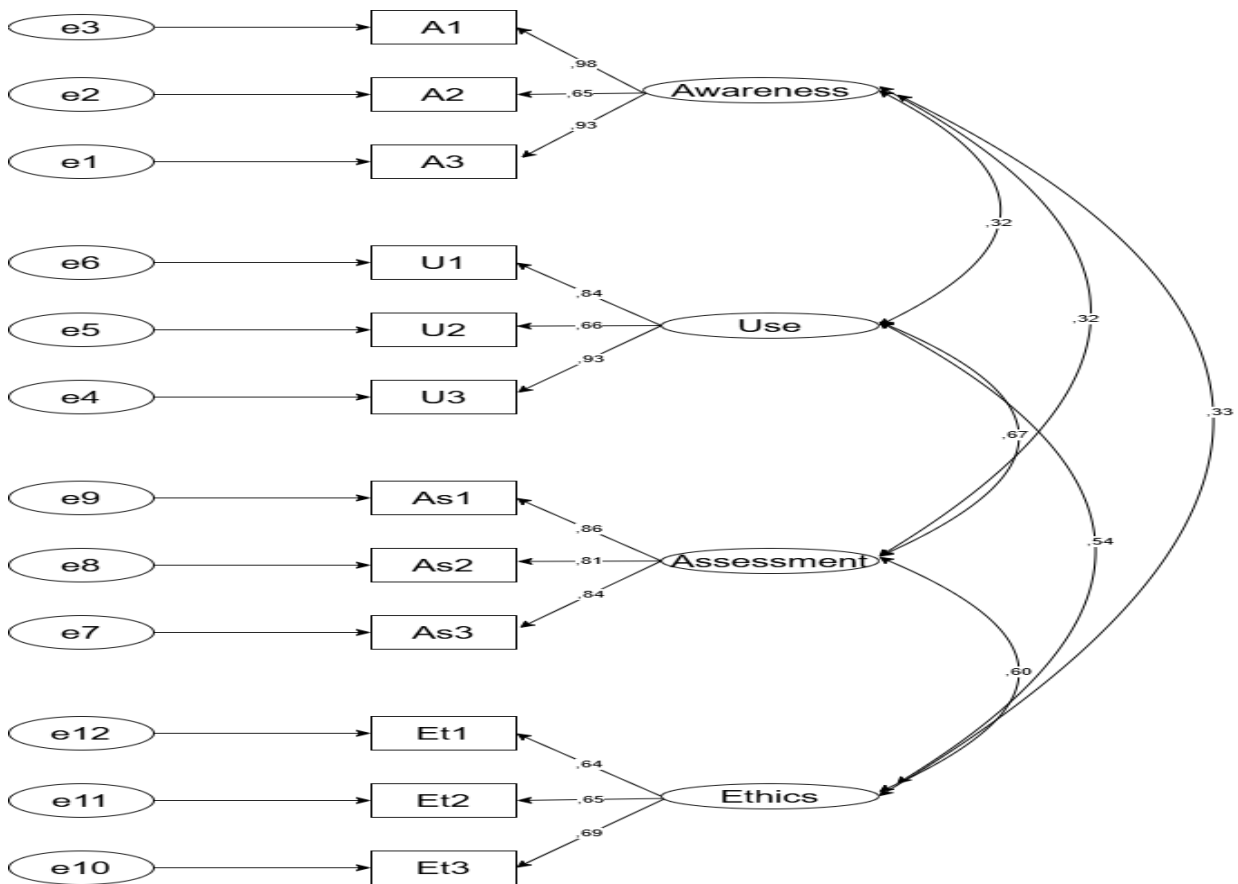 e3
A1
,98
e2
A2
,65
Awareness
,93
e1
A3
,32
e6
U1
,84
e5
U2
,66
Use
,32
,93
e4
U3
,33
,67
e9
As1
,86
,54
e8
As2
,81
Assessment
,84
e7
As3
,60
e12
Et1
,64
e11
Et2
,65
Ethics
,69
e10
Et3